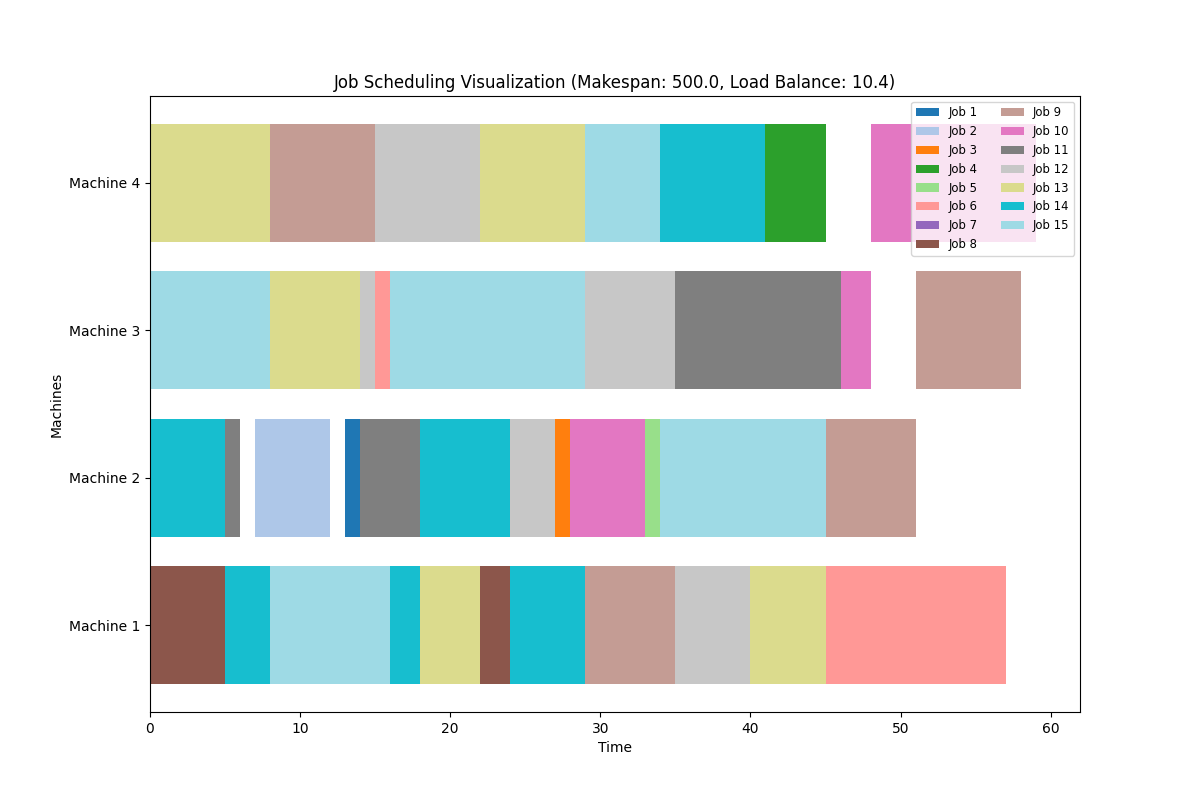 Job Scheduling Visualization (Makespan: 500.0, Load Balance: 10.4)
Job 1
Job 2
Job 3
Job 4
Job 5
Job 6
Job 7
Job 8
Job 9
Job 10
Job 11
Job 12
Job 13
Job 14
Job 15
Machines
Machine 4
Machine 3
Machine 2
Machine 1
0 10 20 30 40 50 60
Time